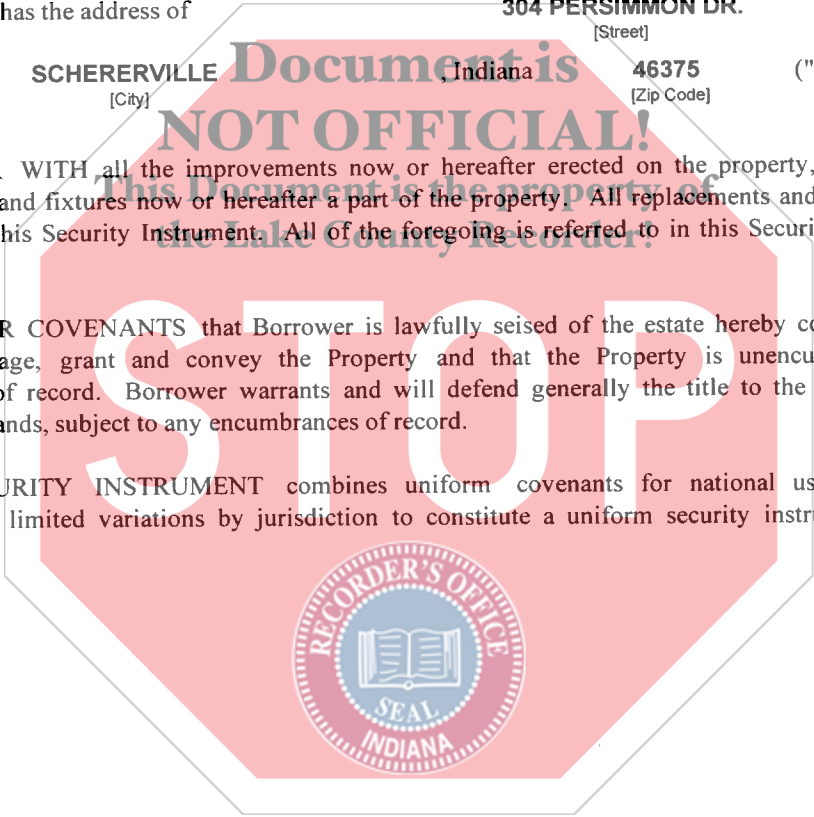 has the address of 304 PERSIMMON DR.
[Street]
SCHERERVILLE , Indiana 46375 ("
[City] [Zip Code]
Document is
NOT OFFICIAL!
WITH all the improvements now or hereafter erected on the property,
This Document is the property of
and fixtures now or hereafter a part of the property. All replacements and
the Lake County Recorder!
his Security Instrument. All of the foregoing is referred to in this Securi
R COVENANTS that Borrower is lawfully seised of the estate hereby co
age, grant and convey the Property and that the Property is unencu
of record. Borrower warrants and will defend generally the title to the
ands, subject to any encumbrances of record.
STOP
URITY INSTRUMENT combines uniform covenants for national us
limited variations by jurisdiction to constitute a uniform security instr
RECORDER'S OFFICE
SEAL
INDIANA